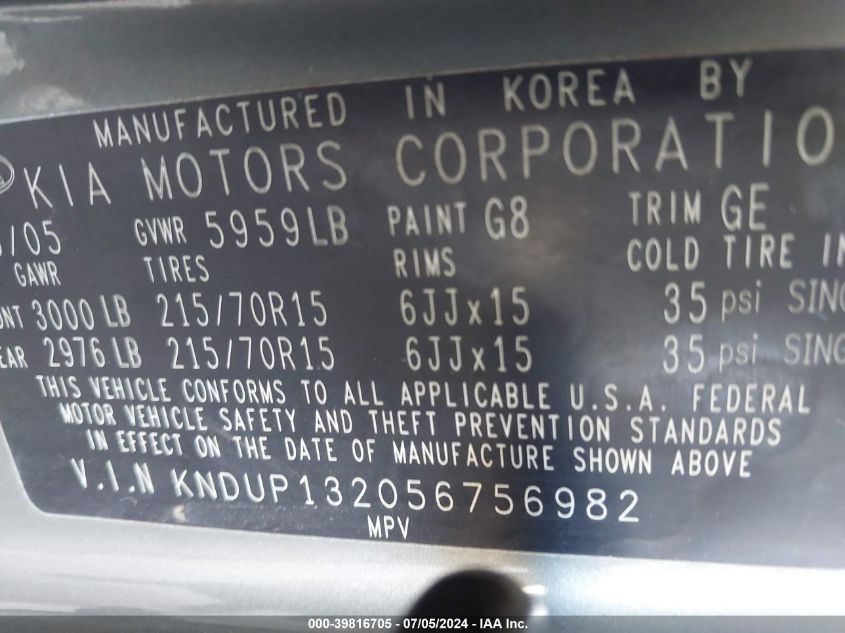 MANUFACTURED IN KOREA BY
KIA MOTORS CORPORATIO
/05 GVWR 5959LB PAINT G8 TRIM GE
GAWR TIRES RIMS COLD TIRE IN
NT 3000 LB 215/70R15 6JJx15 35 psi SING
EAR 2976 LB 215/70R15 6JJx15 35 psi SING
THIS VEHICLE CONFORMS TO ALL APPLICABLE U.S.A. FEDERAL
MOTOR VEHICLE SAFETY AND THEFT PREVENTION STANDARDS
IN EFFECT ON THE DATE OF MANUFACTURE SHOWN ABOVE
V.I.N KNDUP132056756982
MPV
000-39816705 - 07/05/2024 - IAA Inc.